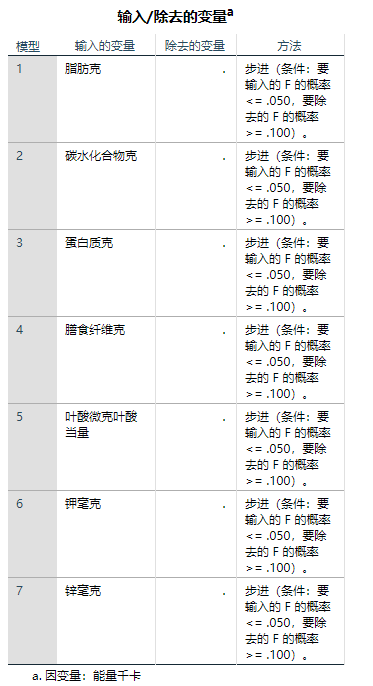 输入/除去的变量a
模型 输入的变量 除去的变量 方法
1 脂肪克 . 步进（条件：要
输入的 F 的概率
<= .050，要除
去的 F 的概率
>= .100）。
2 碳水化合物克 . 步进（条件：要
输入的 F 的概率
<= .050，要除
去的 F 的概率
>= .100）。
3 蛋白质克 . 步进（条件：要
输入的 F 的概率
<= .050，要除
去的 F 的概率
>= .100）。
4 膳食纤维克 . 步进（条件：要
输入的 F 的概率
<= .050，要除
去的 F 的概率
>= .100）。
5 叶酸微克叶酸 . 步进（条件：要
当量 输入的 F 的概率
<= .050，要除
去的 F 的概率
>= .100）。
6 钾毫克 . 步进（条件：要
输入的 F 的概率
<= .050，要除
去的 F 的概率
>= .100）。
7 锌毫克 . 步进（条件：要
输入的 F 的概率
<= .050，要除
去的 F 的概率
>= .100）。
a. 因变量：能量千卡